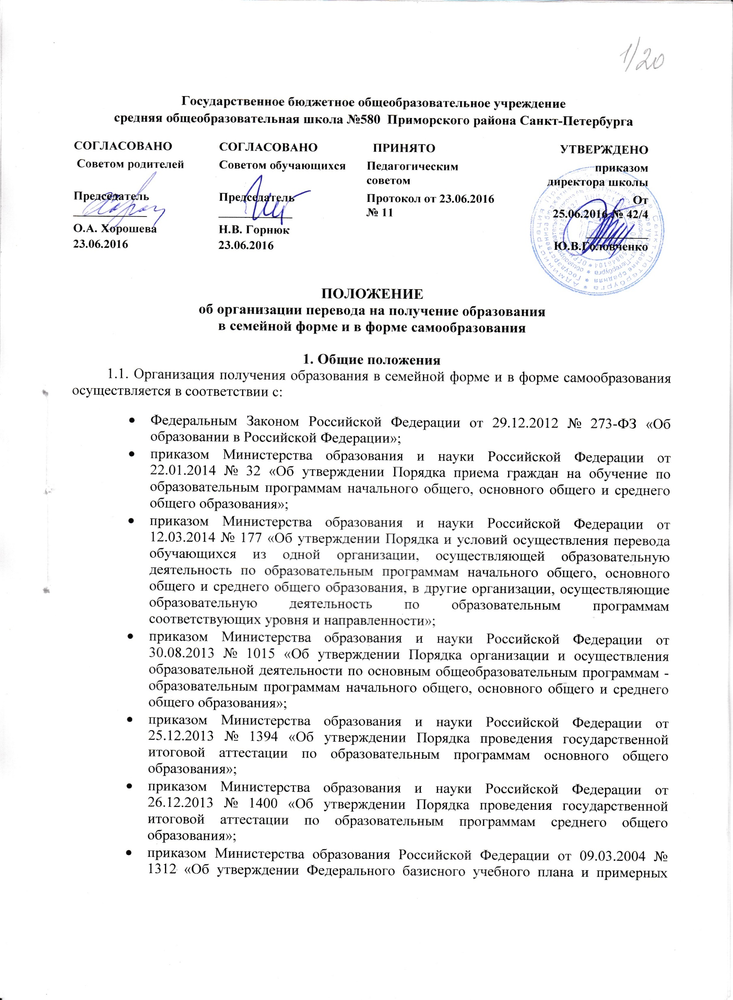 1/20
Государственное бюджетное общеобразовательное учреждение
средняя общеобразовательная школа №580 Приморского района Санкт-Петербурга
СОГЛАСОВАНО
Советом родителей
Председатель
О.А. Хорошева
23.06.2016
СОГЛАСОВАНО
Советом обучающихся
Председатель
Н.В. Горнюк
23.06.2016
ПРИНЯТО
Педагогическим
советом
Протокол от 23.06.2016
№ 11
УТВЕРЖДЕНО
приказом
директора школы
От
25.06.2016 № 42/4
Ю.В.Головченко
ПОЛОЖЕНИЕ
об организации перевода на получение образования
в семейной форме и в форме самообразования
1. Общие положения
1.1. Организация получения образования в семейной форме и в форме самообразования
осуществляется в соответствии с:
• Федеральным Законом Российской Федерации от 29.12.2012 № 273-ФЗ «Об
образовании в Российской Федерации»;
• приказом Министерства образования и науки Российской Федерации от
22.01.2014 № 32 «Об утверждении Порядка приема граждан на обучение по
образовательным программам начального общего, основного общего и среднего
общего образования»;
• приказом Министерства образования и науки Российской Федерации от
12.03.2014 № 177 «Об утверждении Порядка и условий осуществления перевода
обучающихся из одной организации, осуществляющей образовательную
деятельность по образовательным программам начального общего, основного
общего и среднего общего образования, в другие организации, осуществляющие
образовательную деятельность по образовательным программам
соответствующих уровня и направленности»;
• приказом Министерства образования и науки Российской Федерации от
30.08.2013 № 1015 «Об утверждении Порядка организации и осуществления
образовательной деятельности по основным общеобразовательным программам -
образовательным программам начального общего, основного общего и среднего
общего образования»;
• приказом Министерства образования и науки Российской Федерации от
25.12.2013 № 1394 «Об утверждении Порядка проведения государственной
итоговой аттестации по образовательным программам основного общего
образования»;
• приказом Министерства образования и науки Российской Федерации от
26.12.2013 № 1400 «Об утверждении Порядка проведения государственной
итоговой аттестации по образовательным программам среднего общего
образования»;
• приказом Министерства образования Российской Федерации от 09.03.2004 №
1312 «Об утверждении Федерального базисного учебного плана и примерных